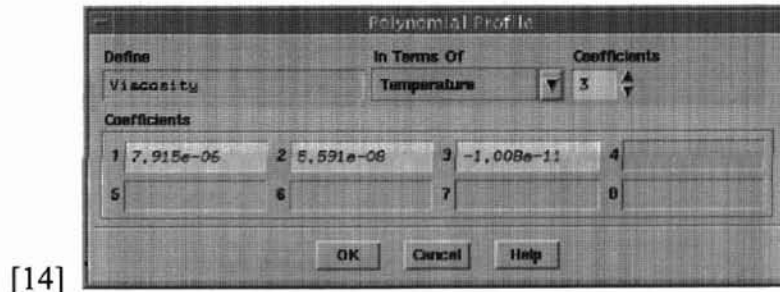 Polynomial Profile
Define
In Terms Of
Coefficients
Viscosity
Temperature
3
Coefficients
1 7.915e-06 2 5.591e-08 3 -1.008e-11 4
5 6 7 8
OK Cancel Help
[14]